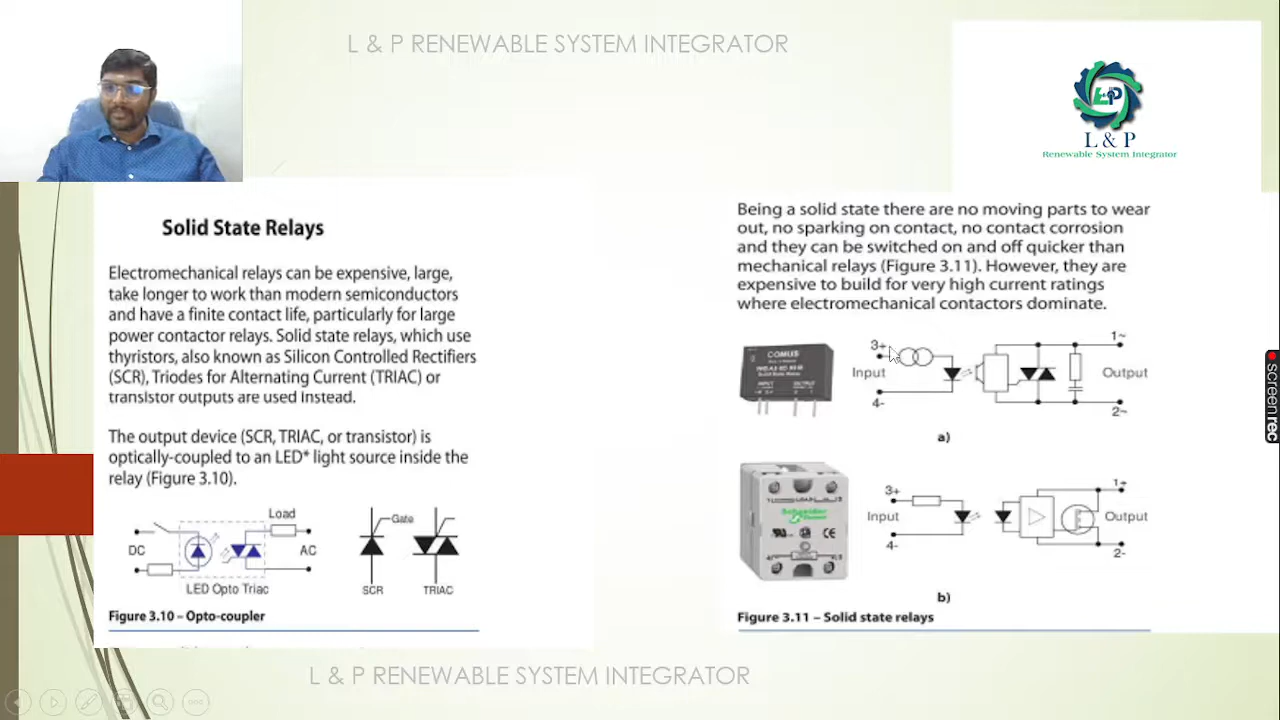 L & P RENEWABLE SYSTEM INTEGRATOR
L & P
Renewable System Integrator
Solid State Relays
Electromechanical relays can be expensive, large,
take longer to work than modern semiconductors
and have a finite contact life, particularly for large
power contactor relays. Solid state relays, which use
thyristors, also known as Silicon Controlled Rectifiers
(SCR), Triodes for Alternating Current (TRIAC) or
transistor outputs are used instead.
The output device (SCR, TRIAC, or transistor) is
optically-coupled to an LED* light source inside the
relay (Figure 3.10).
Load
Gate
DC
AC
LED Opto Triac
SCR
TRIAC
Figure 3.10 – Opto-coupler
Being a solid state there are no moving parts to wear
out, no sparking on contact, no contact corrosion
and they can be switched on and off quicker than
mechanical relays (Figure 3.11). However, they are
expensive to build for very high current ratings
where electromechanical contactors dominate.
COMUS
INPUT
OUTPUT
3+
1~
Input
Output
4-
2~
a)
Schneider
3+
1+
Input
Output
4-
2-
b)
Figure 3.11 – Solid state relays
L & P RENEWABLE SYSTEM INTEGRATOR
screenrec